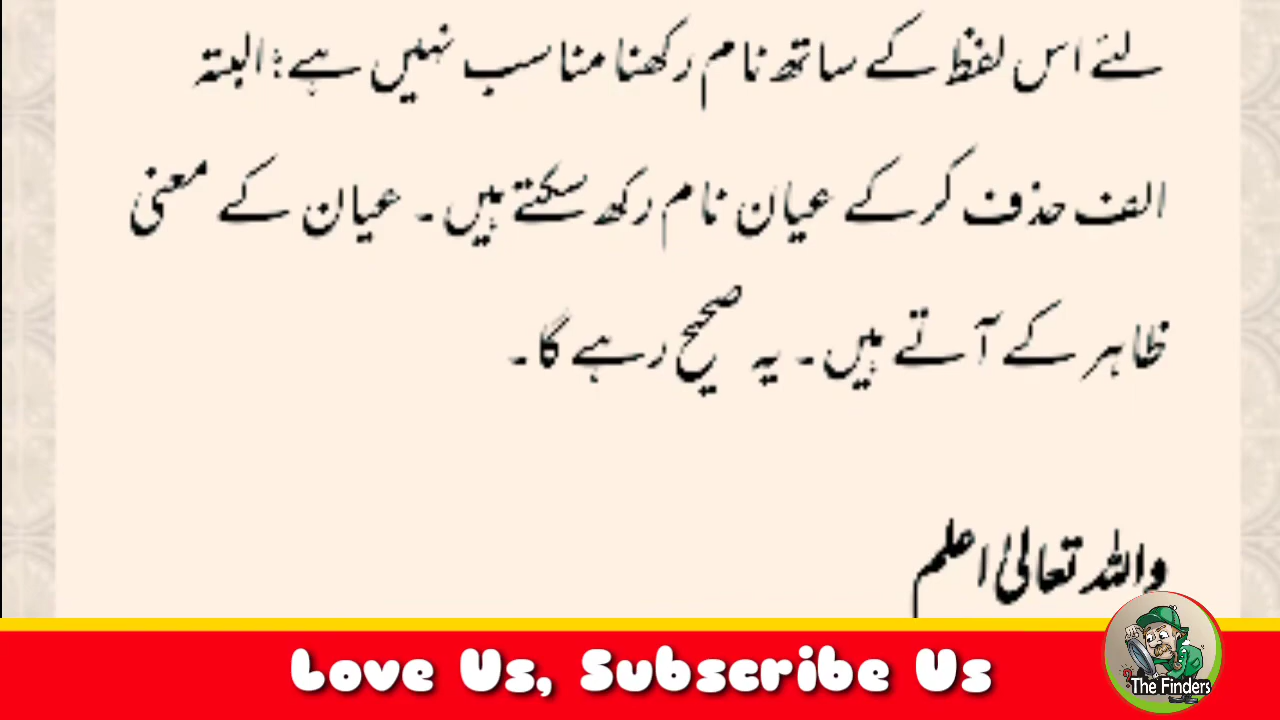 لئے اس لفظ کے ساتھ نام رکھنا مناسب نہیں ہے؛ البتہ
الف حذف کرکے عیان نام رکھ سکتے ہیں۔ عیان کے معنی
ظاہر کے آتے ہیں۔ یہ صحیح رہے گا۔
واللہ تعالیٰ اعلم
Love Us, Subscribe Us
The Finders